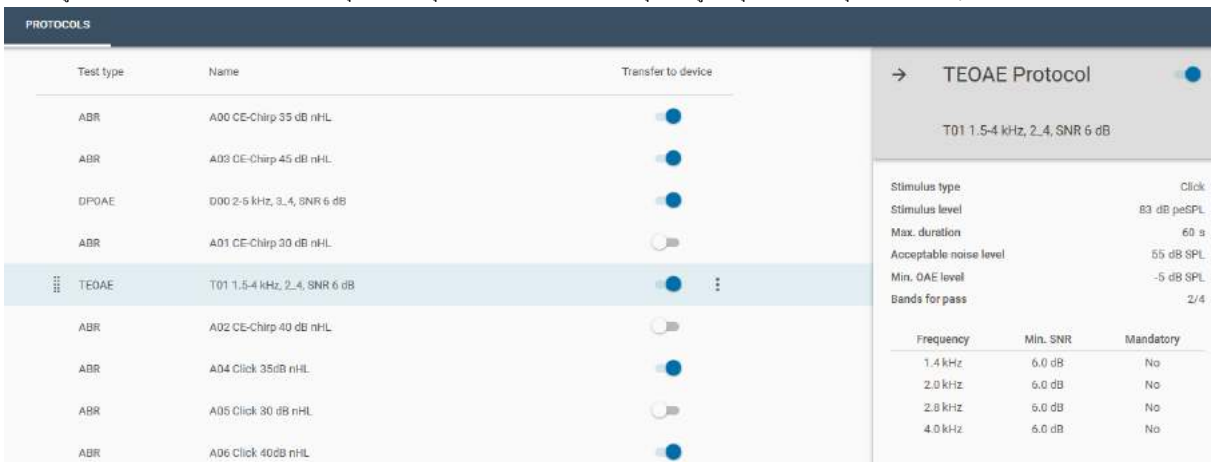 PROTOCOLS
Test type Name Transfer to device
ABR A00 CE-Chirp 35 dB nHL
ABR A03 CE-Chirp 45 dB nHL
DPOAE D00 2-5 kHz, 3_4, SNR 6 dB
ABR A01 CE-Chirp 30 dB nHL
TEOAE T01 1.5-4 kHz, 2_4, SNR 6 dB
ABR A02 CE-Chirp 40 dB nHL
ABR A04 Click 35dB nHL
ABR A05 Click 30 dB nHL
ABR A06 Click 40dB nHL
TEOAE Protocol
T01 1.5-4 kHz, 2_4, SNR 6 dB
Stimulus type Click
Stimulus level 83 dB peSPL
Max. duration 60 s
Acceptable noise level 55 dB SPL
Min. OAE level -5 dB SPL
Bands for pass 2/4
Frequency Min. SNR Mandatory
1.4 kHz 6.0 dB No
2.0 kHz 6.0 dB No
2.8 kHz 6.0 dB No
4.0 kHz 6.0 dB No